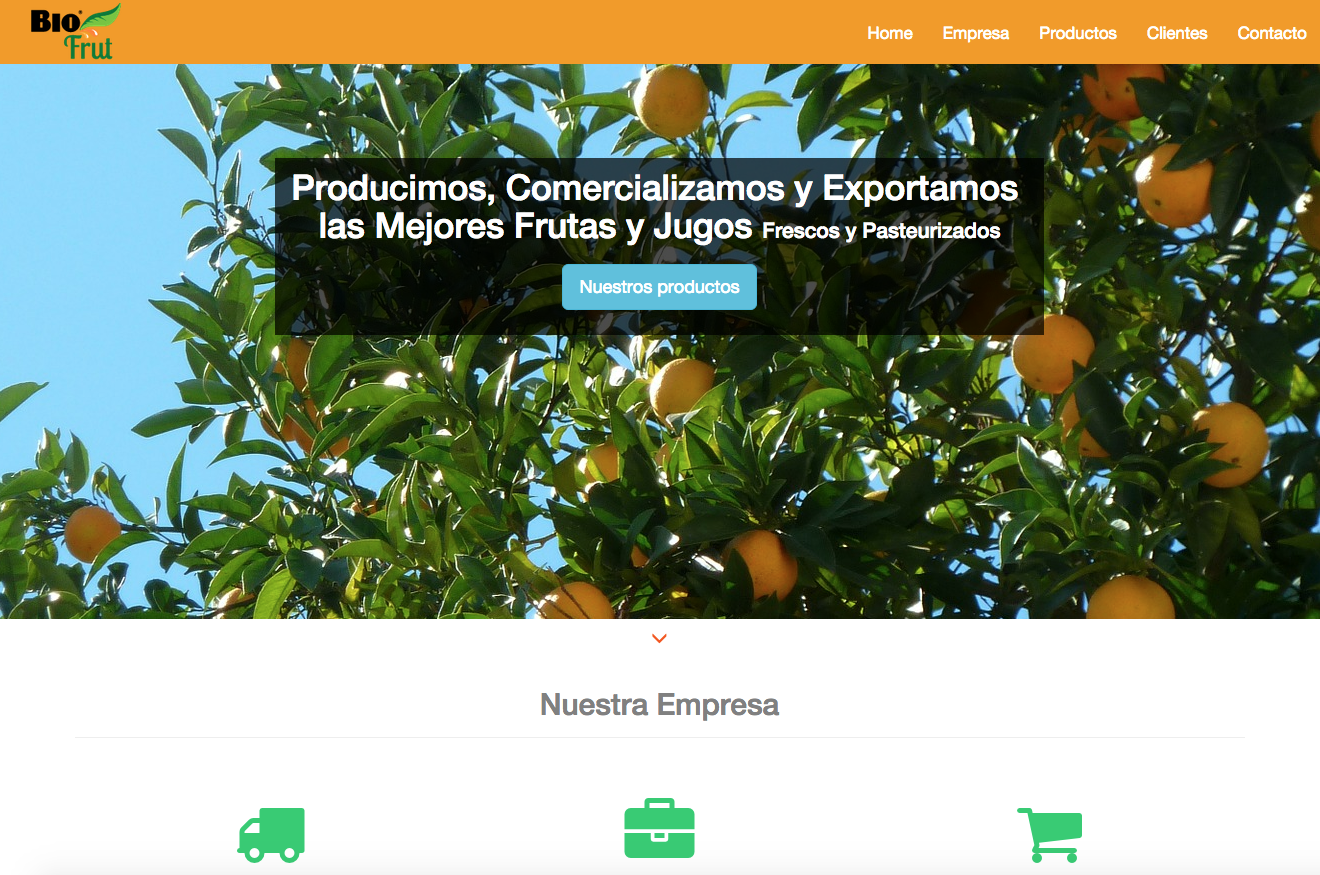 Bio
Frut
Home
Empresa
Productos
Clientes
Contacto
Producimos, Comercializamos y Exportamos
las Mejores Frutas y Jugos Frescos y Pasteurizados
Nuestros productos
Nuestra Empresa